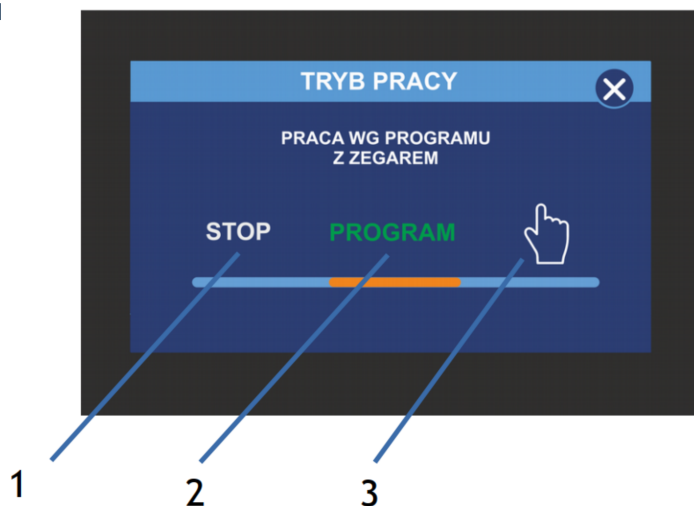 TRYB PRACY
PRACA WG PROGRAMU
Z ZEGAREM
STOP PROGRAM
1 2 3